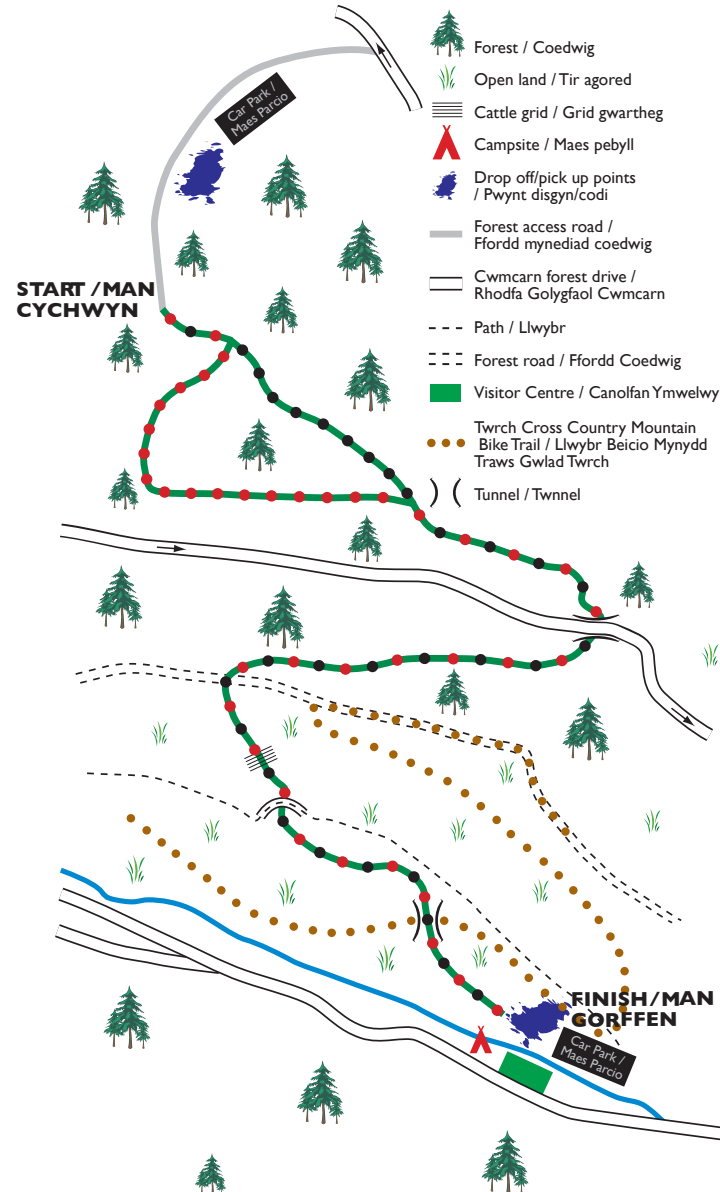 Forest / Coedwig
Open land / Tir agored
Cattle grid / Grid gwartheg
Campsite / Maes pebyll
Drop off/pick up points
/ Pwynt disgyn/codi
Forest access road /
Ffordd mynediad coedwig
Cwmcarn forest drive /
Rhodfa Golygfaol Cwmcarn
Path / Llwybr
Forest road / Ffordd Coedwig
Visitor Centre / Canolfan Ymwelwy
Twrch Cross Country Mountain
Bike Trail / Llwybr Beicio Mynydd
Traws Gwlad Twrch
Tunnel / Twnnel
Car Park /
Maes Parcio
START /MAN
CYCHWYN
FINISH/MAN
GORFFEN
Car Park /
Maes Parcio